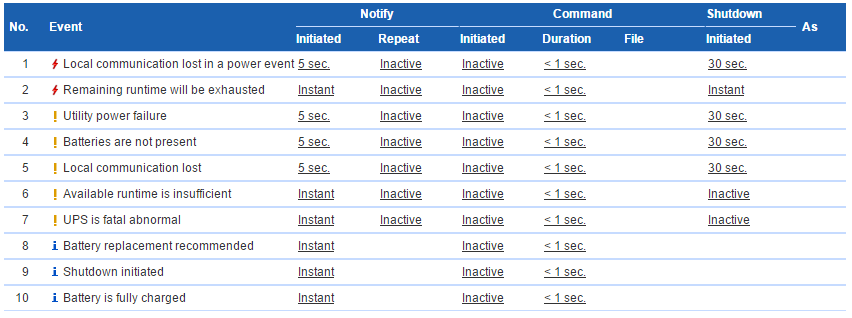 Notify Command Shutdown
No. Event As
Initiated Repeat Initiated Duration File Initiated
1 Local communication lost in a power event 5 sec. Inactive Inactive < 1 sec. 30 sec.
2 Remaining runtime will be exhausted Instant Inactive Inactive < 1 sec. Instant
3 Utility power failure 5 sec. Inactive Inactive < 1 sec. 30 sec.
4 Batteries are not present 5 sec. Inactive Inactive < 1 sec. 30 sec.
5 Local communication lost 5 sec. Inactive Inactive < 1 sec. 30 sec.
6 Available runtime is insufficient Instant Inactive Inactive < 1 sec. Inactive
7 UPS is fatal abnormal Instant Inactive Inactive < 1 sec. Inactive
8 Battery replacement recommended Instant Inactive < 1 sec.
9 Shutdown initiated Instant Inactive < 1 sec.
10 Battery is fully charged Instant Inactive < 1 sec.